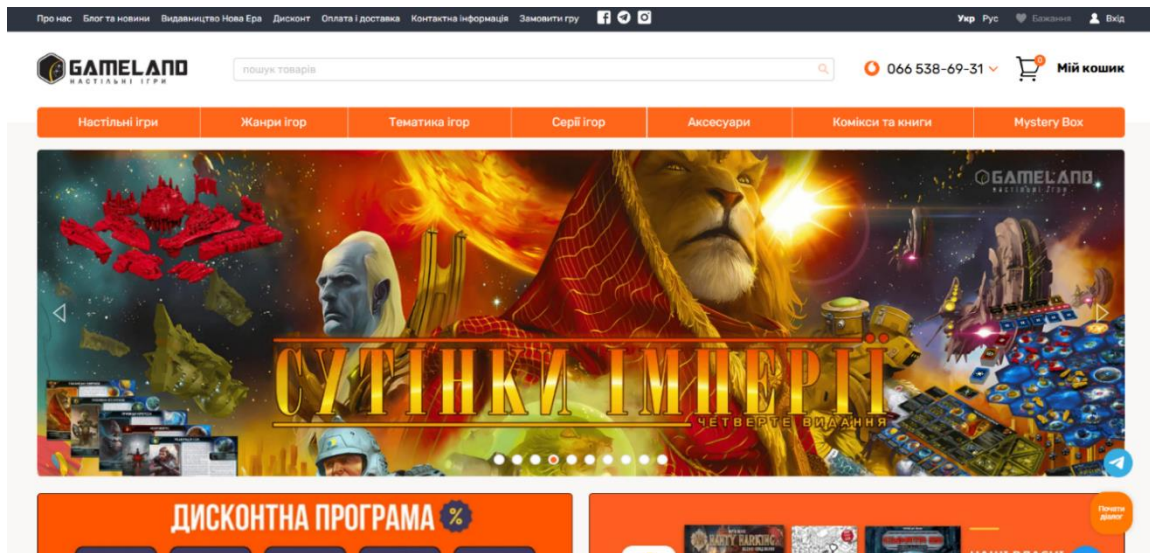 Про нас Блог та новини Видавництво Нова Ера Дисконт Оплата і доставка Контактна інформація Замовити гру Укр Рус Бажання Вхід
GAMELAND
НАСТІЛЬНІ ІГРИ
пошук товарів
066 538-69-31
0
Мій кошик
Настільні ігри Жанри ігор Тематика ігор Серії ігор Аксесуари Комікси та книги Mystery Box
GAMELAND
настільні ігри
СУТІНКИ ІМПЕРІЇ
ЧЕТВЕРТЕ ВИДАННЯ
Почати діалог
ДИСКОНТНА ПРОГРАМА %